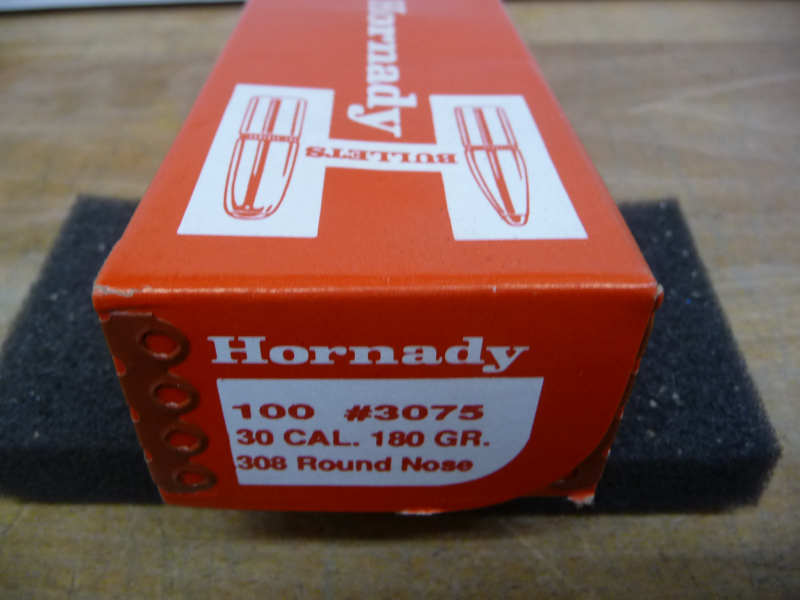 Hornady
BULLETS
Hornady
100 #3075
30 CAL. 180 GR.
308 Round Nose